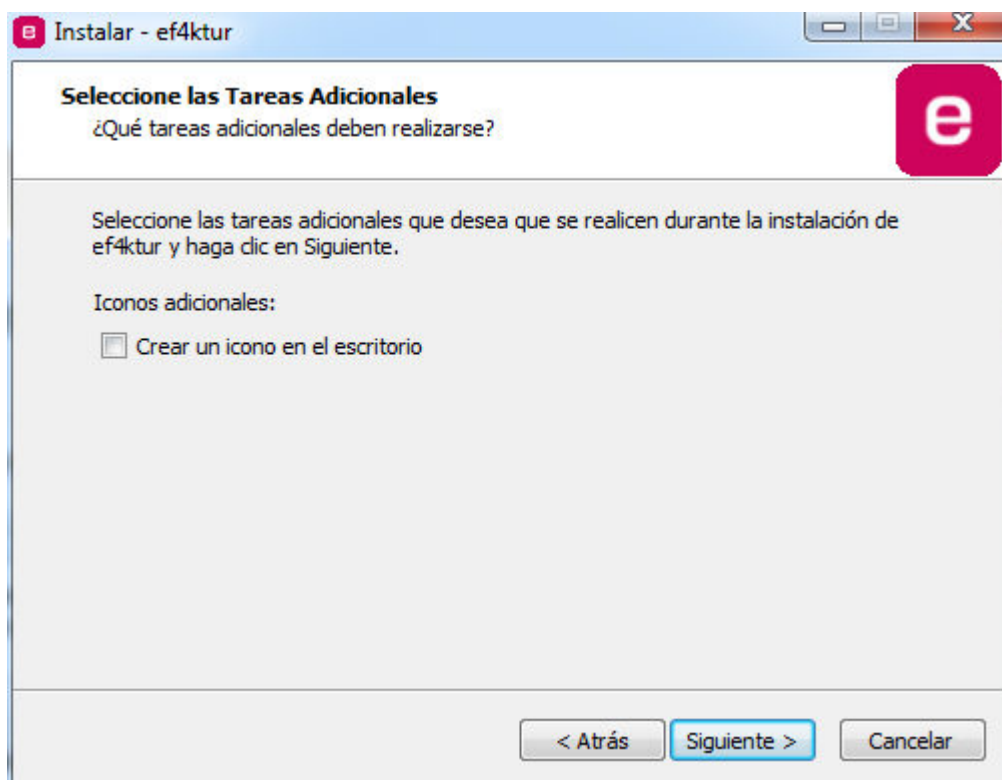 e Instalar - ef4ktur
Seleccione las Tareas Adicionales
¿Qué tareas adicionales deben realizarse?
e
Seleccione las tareas adicionales que desea que se realicen durante la instalación de
ef4ktur y haga clic en Siguiente.
Iconos adicionales:
Crear un icono en el escritorio
< Atrás Siguiente > Cancelar